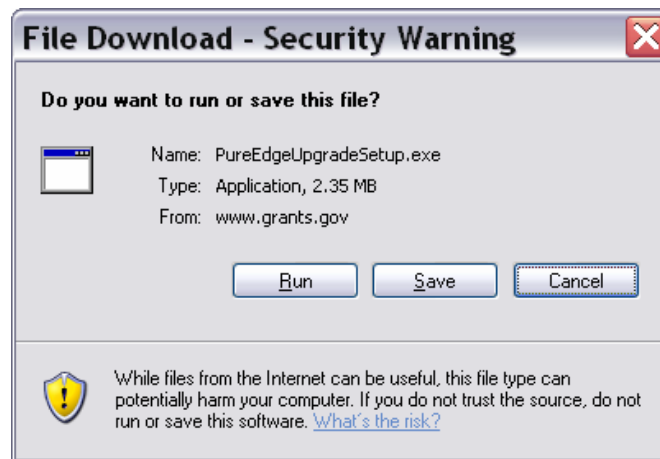 File Download - Security Warning
Do you want to run or save this file?
Name: PureEdgeUpgradeSetup.exe
Type: Application, 2.35 MB
From: www.grants.gov
Run Save Cancel
While files from the Internet can be useful, this file type can
potentially harm your computer. If you do not trust the source, do not
run or save this software. What's the risk?